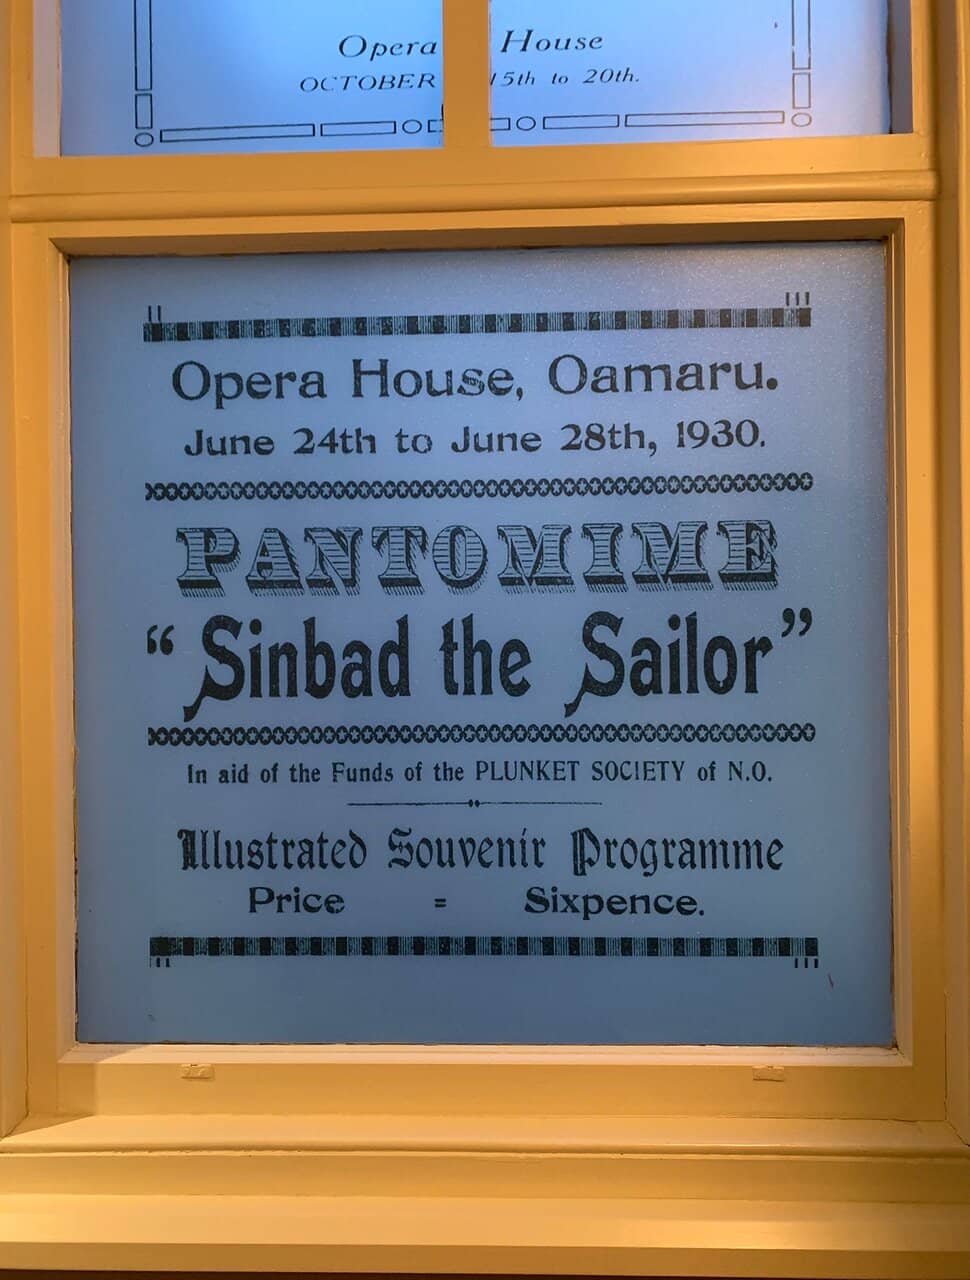 Opera House
OCTOBER 15th to 20th.
Opera House, Oamaru.
June 24th to June 28th, 1930.
PANTOMIME
“Sinbad the Sailor”
In aid of the Funds of the PLUNKET SOCIETY of N.O.
Illustrated Souvenir Programme
Price = Sixpence.